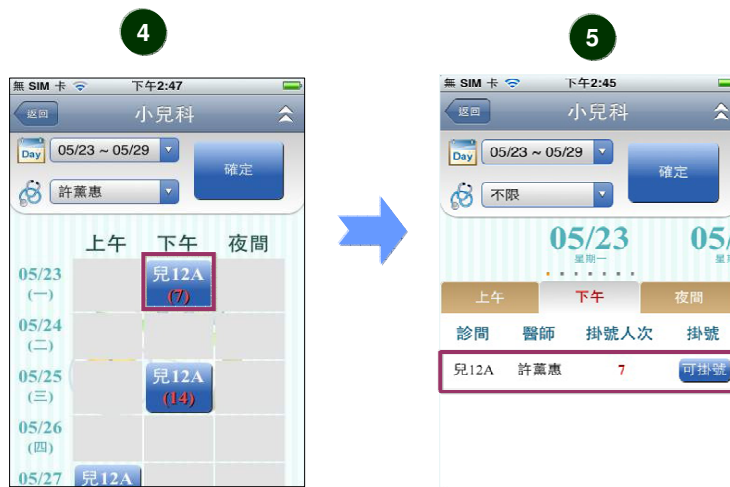 4
無 SIM 卡 下午2:47
返回 小兒科
Day 05/23 ~ 05/29
許薰惠
確定
上午 下午 夜間
05/23 兒12A
(一) (7)
05/24
(二)
05/25 兒12A
(三) (14)
05/26
(四)
05/27 兒12A
5
無 SIM 卡 下午2:45
返回 小兒科
Day 05/23 ~ 05/29
不限
確定
05/23 05/
星期一
上午 下午 夜間
診間 醫師 掛號人次 掛號
兒12A 許薰惠 7 可掛號